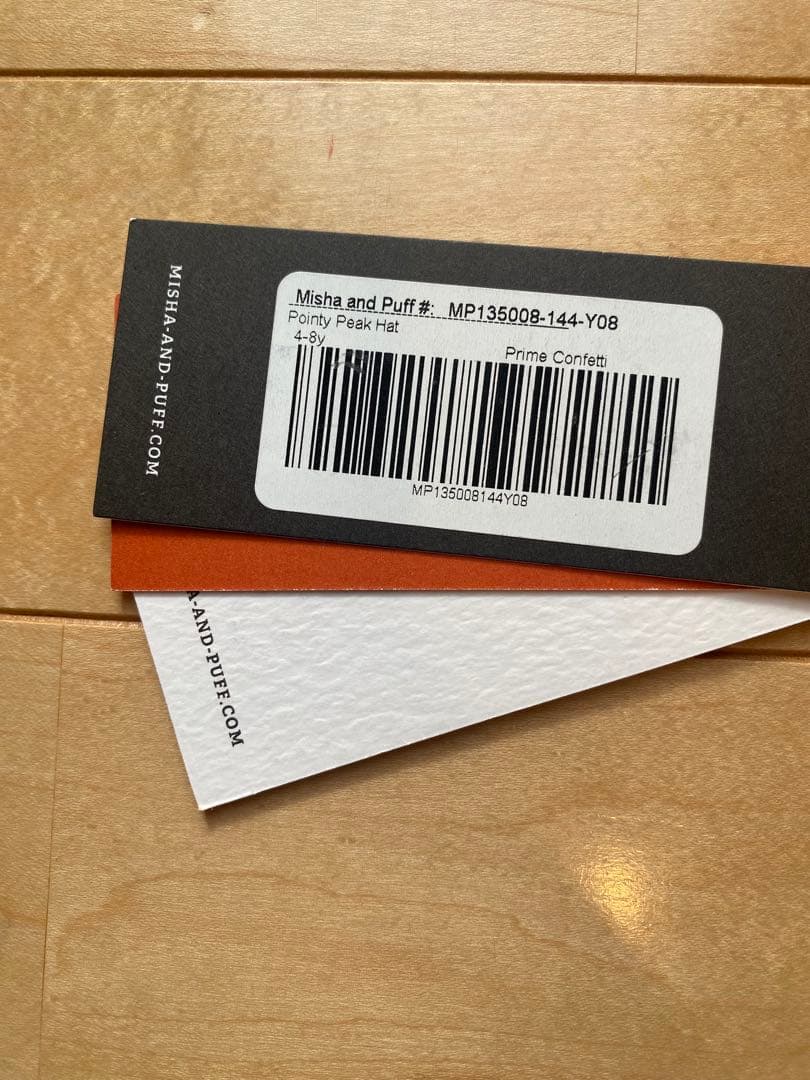 MISHA-AND-PUFF.COM
Misha and Puff #: MP135008-144-Y08
Pointy Peak Hat
4-8y Prime Confetti
MP135008144Y08
A-AND-PUFF.COM